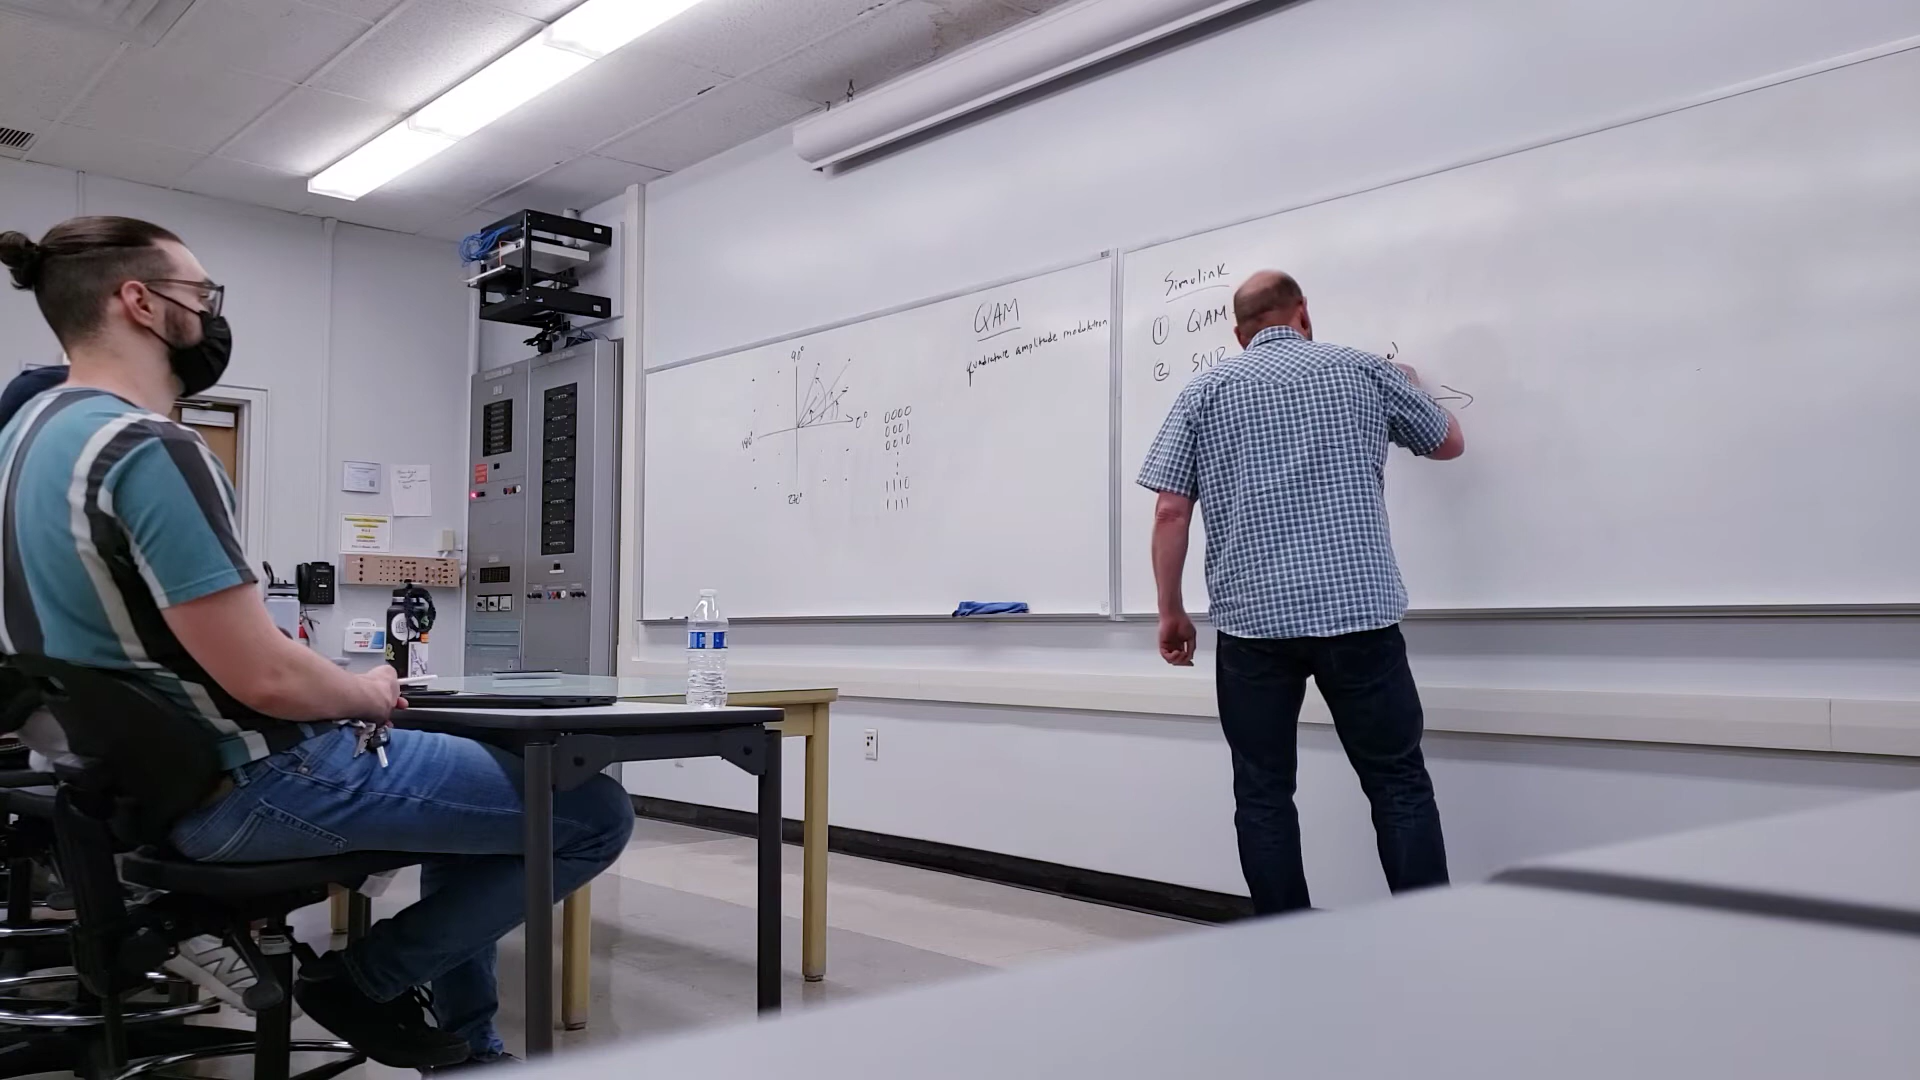 90°
0°
180°
270°
0000
0001
0010
1110
1111
QAM
quadrature amplitude modulation
Simulink
① QAM
② SNR